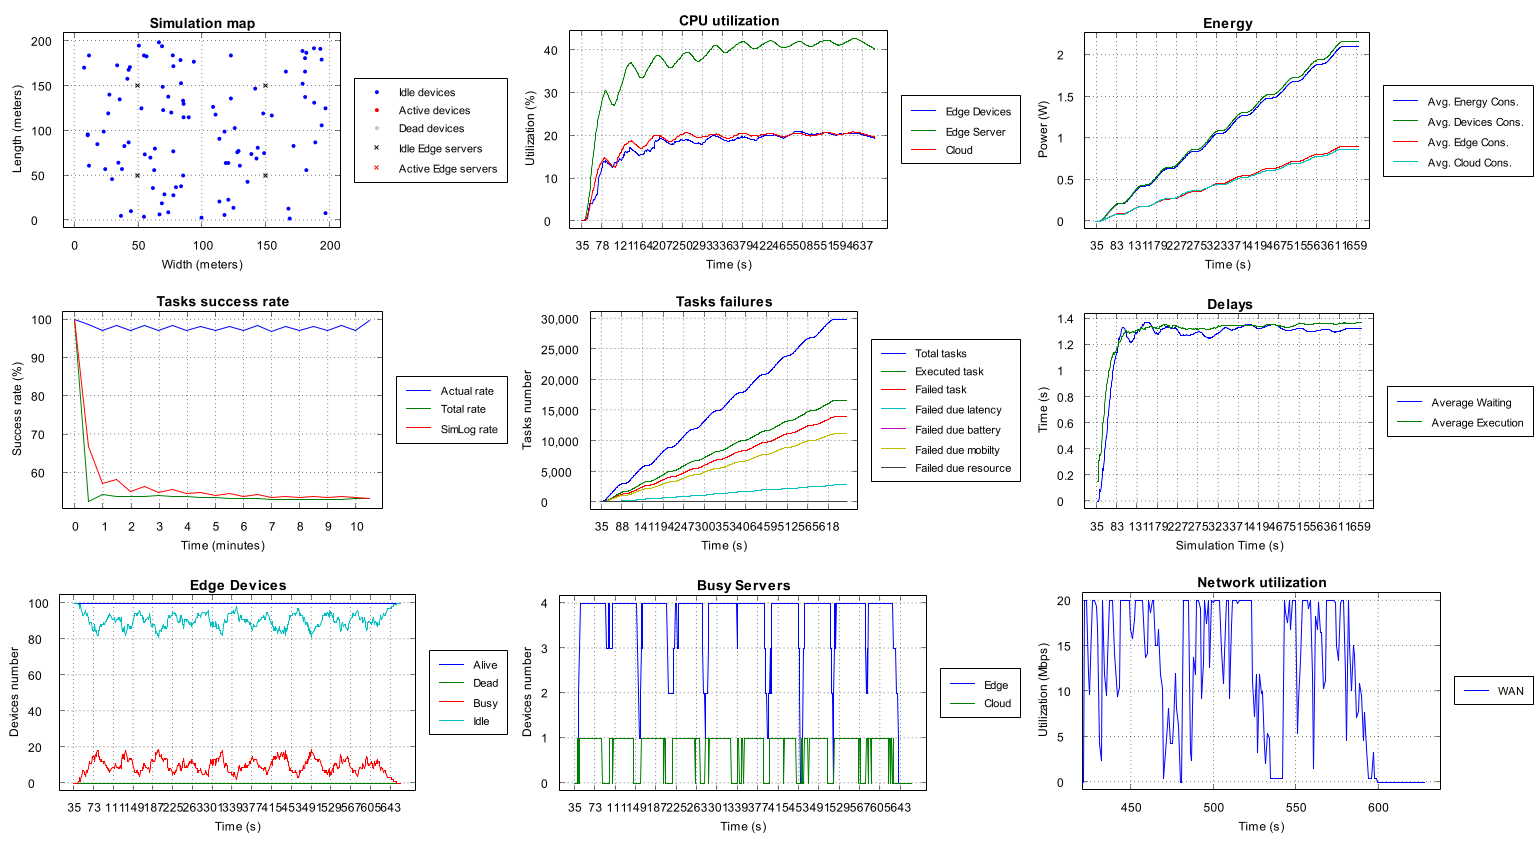 Simulation map
200
150
100
50
0
0 50 100 150 200
Length (meters)
Width (meters)
Idle devices
Active devices
Dead devices
Idle Edge servers
Active Edge servers
CPU utilization
40
30
20
10
0
Utilization (%)
Time (s)
Edge Devices
Edge Server
Cloud
Energy
2
1.5
1
0.5
0
Power (W)
Time (s)
Avg. Energy Cons.
Avg. Devices Cons.
Avg. Edge Cons.
Avg. Cloud Cons.
Tasks success rate
100
90
80
70
60
0 1 2 3 4 5 6 7 8 9 10
Success rate (%)
Time (minutes)
Actual rate
Total rate
SimLog rate
Tasks failures
30,000
25,000
20,000
15,000
10,000
5,000
0
Tasks number
Time (s)
Total tasks
Executed task
Failed task
Failed due latency
Failed due battery
Failed due mobilty
Failed due resource
Delays
1.4
1.2
1
0.8
0.6
0.4
0.2
0
Time (s)
Simulation Time (s)
Average Waiting
Average Execution
Edge Devices
100
80
60
40
20
0
Devices number
Time (s)
Alive
Dead
Busy
Idle
Busy Servers
4
3
2
1
0
Devices number
Time (s)
Edge
Cloud
Network utilization
20
15
10
5
0
450 500 550 600
Utilization (Mbps)
Time (s)
WAN